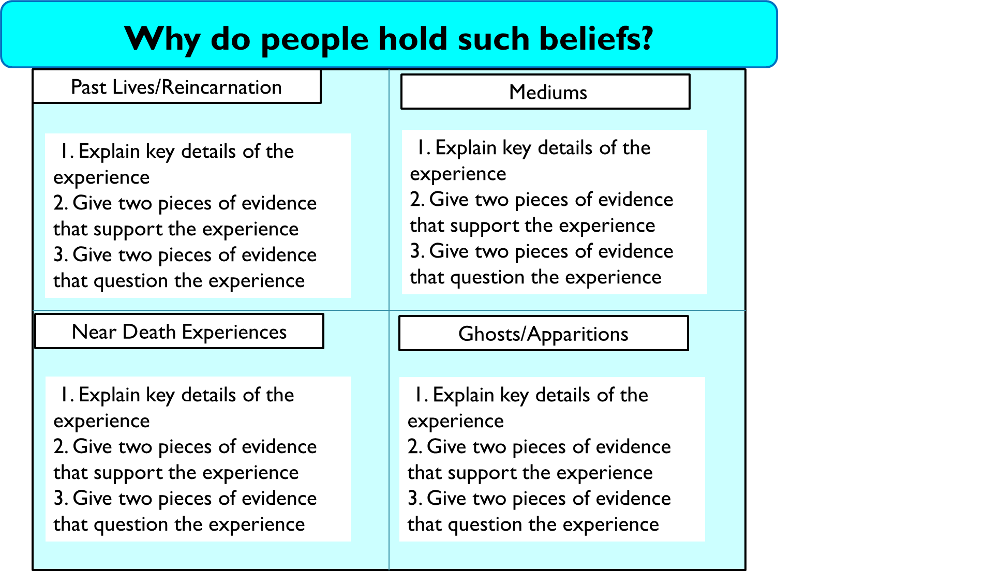 Why do people hold such beliefs?
Past Lives/Reincarnation
1. Explain key details of the
experience
2. Give two pieces of evidence
that support the experience
3. Give two pieces of evidence
that question the experience
Mediums
1. Explain key details of the
experience
2. Give two pieces of evidence
that support the experience
3. Give two pieces of evidence
that question the experience
Near Death Experiences
1. Explain key details of the
experience
2. Give two pieces of evidence
that support the experience
3. Give two pieces of evidence
that question the experience
Ghosts/Apparitions
1. Explain key details of the
experience
2. Give two pieces of evidence
that support the experience
3. Give two pieces of evidence
that question the experience